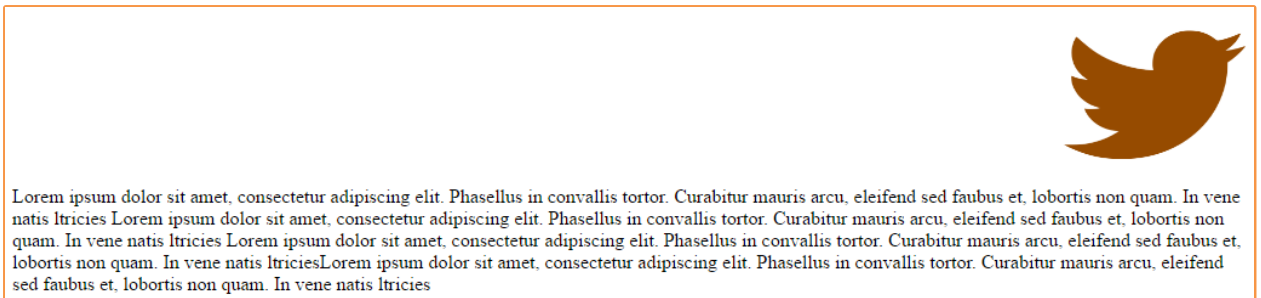 Lorem ipsum dolor sit amet, consectetur adipiscing elit. Phasellus in convallis tortor. Curabitur mauris arcu, eleifend sed faubus et, lobortis non quam. In vene
natis ltricies Lorem ipsum dolor sit amet, consectetur adipiscing elit. Phasellus in convallis tortor. Curabitur mauris arcu, eleifend sed faubus et, lobortis non
quam. In vene natis ltricies Lorem ipsum dolor sit amet, consectetur adipiscing elit. Phasellus in convallis tortor. Curabitur mauris arcu, eleifend sed faubus et,
lobortis non quam. In vene natis ltriciesLorem ipsum dolor sit amet, consectetur adipiscing elit. Phasellus in convallis tortor. Curabitur mauris arcu, eleifend
sed faubus et, lobortis non quam. In vene natis ltricies